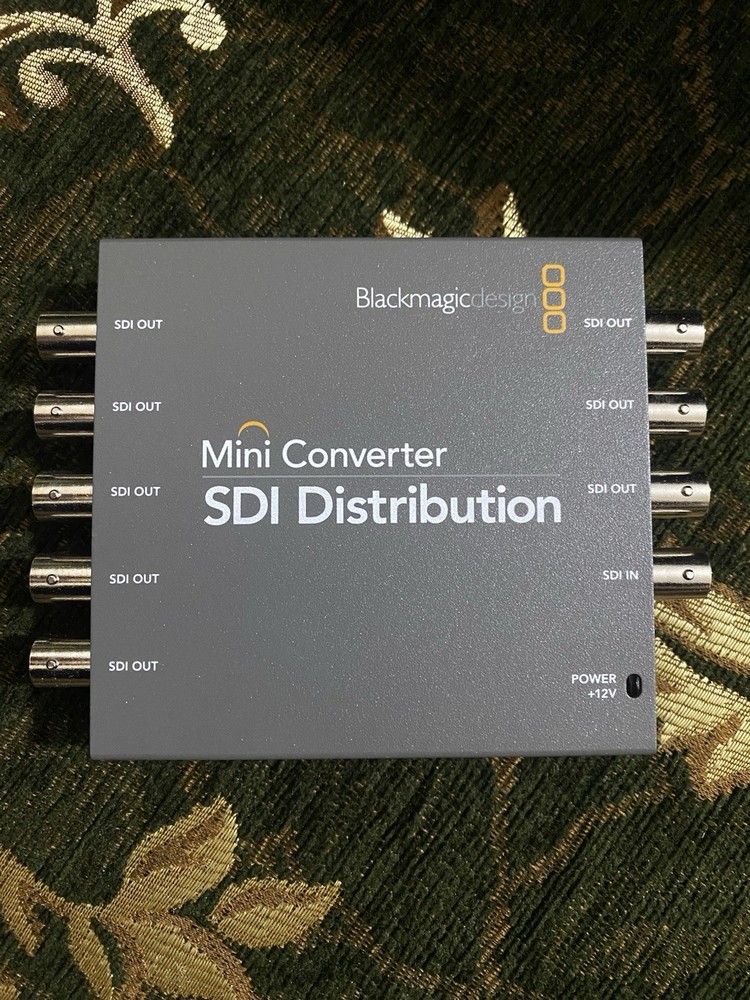 Blackmagicdesign
SDI OUT
SDI OUT
SDI OUT
SDI OUT
Mini Converter
SDI Distribution
SDI OUT
SDI OUT
SDI OUT
SDI IN
SDI OUT
POWER
+12V